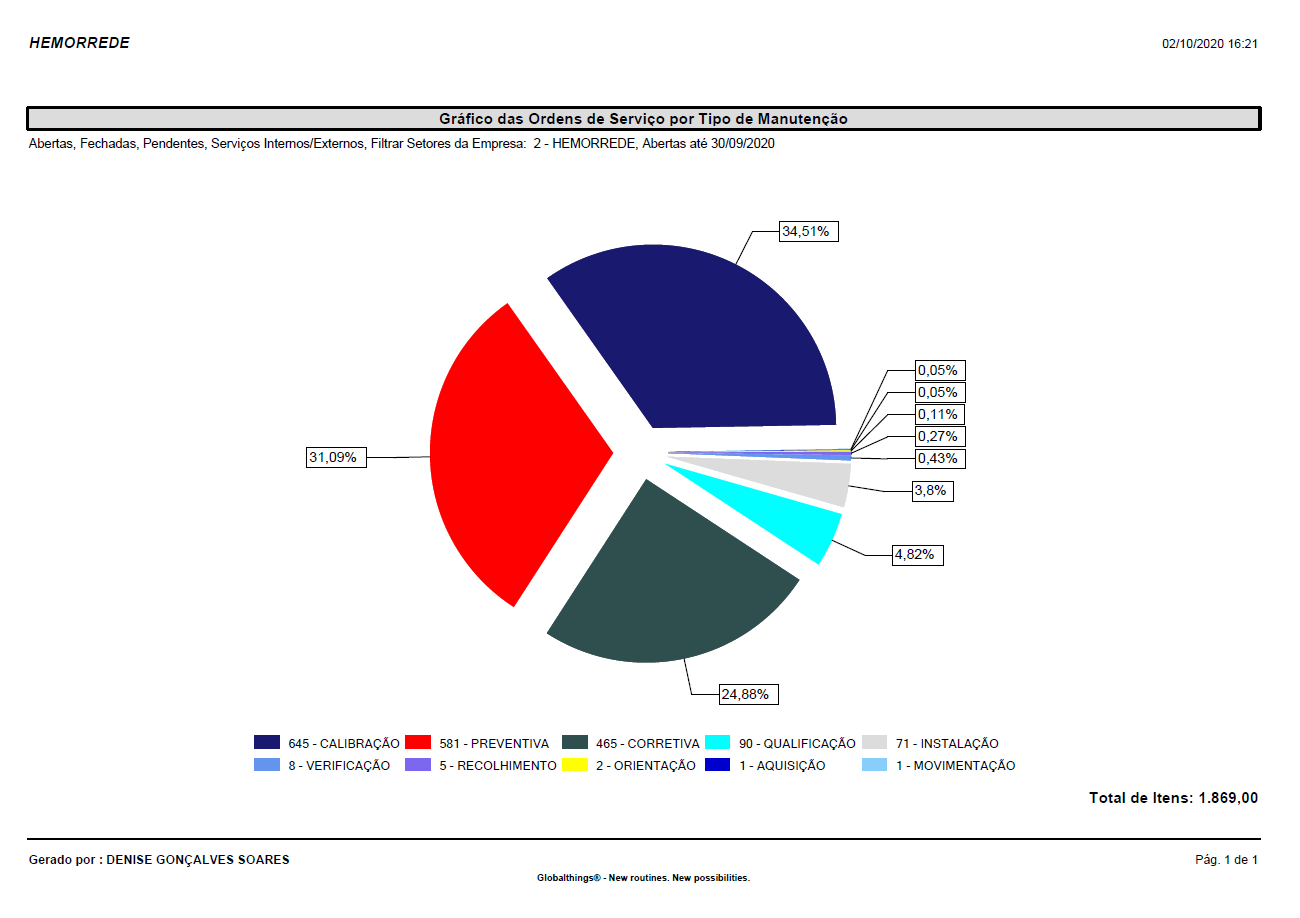 HEMORREDE
02/10/2020 16:21
Gráfico das Ordens de Serviço por Tipo de Manutenção
Abertas, Fechadas, Pendentes, Serviços Internos/Externos, Filtrar Setores da Empresa:  2 - HEMORREDE, Abertas até 30/09/2020
34,51%
0,05%
0,05%
0,11%
0,27%
0,43%
31,09%
3,8%
4,82%
24,88%
645 - CALIBRAÇÃO 581 - PREVENTIVA 465 - CORRETIVA 90 - QUALIFICAÇÃO 71 - INSTALAÇÃO
8 - VERIFICAÇÃO 5 - RECOLHIMENTO 2 - ORIENTAÇÃO 1 - AQUISIÇÃO 1 - MOVIMENTAÇÃO
Total de Itens: 1.869,00
Gerado por : DENISE GONÇALVES SOARES
Pág. 1 de 1
Globalthings® - New routines. New possibilities.